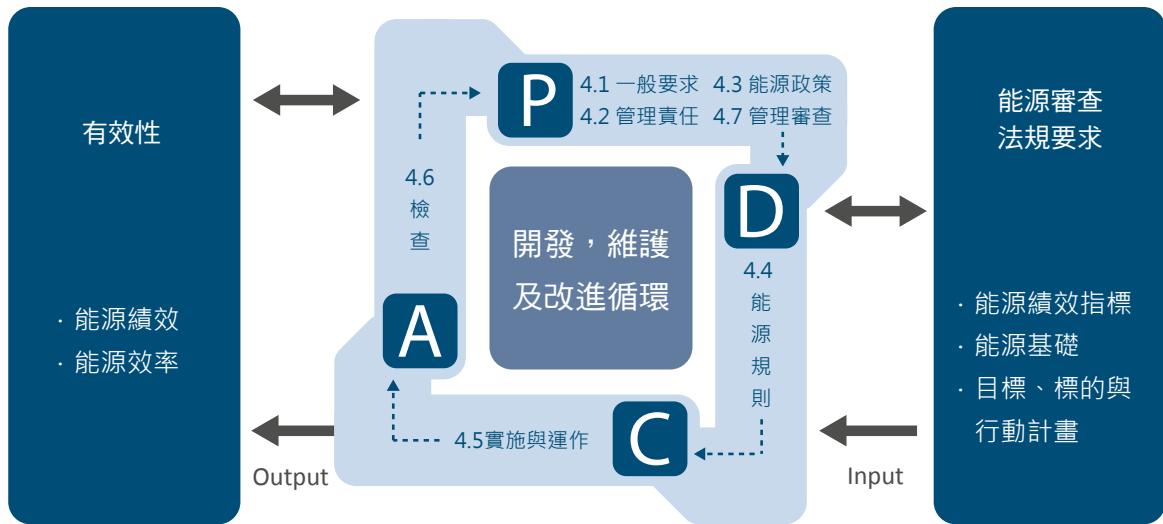 有效性
· 能源績效
· 能源效率
Output
P
4.1 一般要求 4.3 能源政策
4.2 管理責任 4.7 管理審查
D
4.4
能
源
規
則
C
4.5實施與運作
A
4.6
檢
查
開發，維護
及改進循環
能源審查
法規要求
· 能源績效指標
· 能源基礎
· 目標、標的與
行動計畫
Input